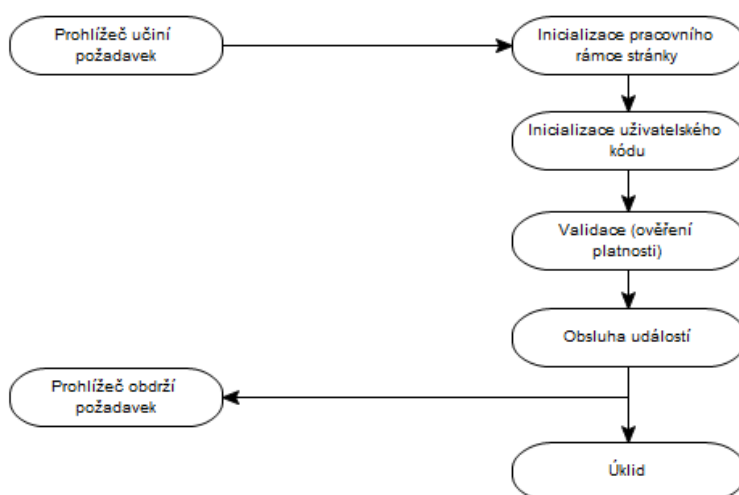 Prohlížeč učiní
požadavek
Inicializace pracovního
rámce stránky
Inicializace uživatelského
kódu
Validace (ověření
platnosti)
Obsluha událostí
Prohlížeč obdrží
požadavek
Úklid